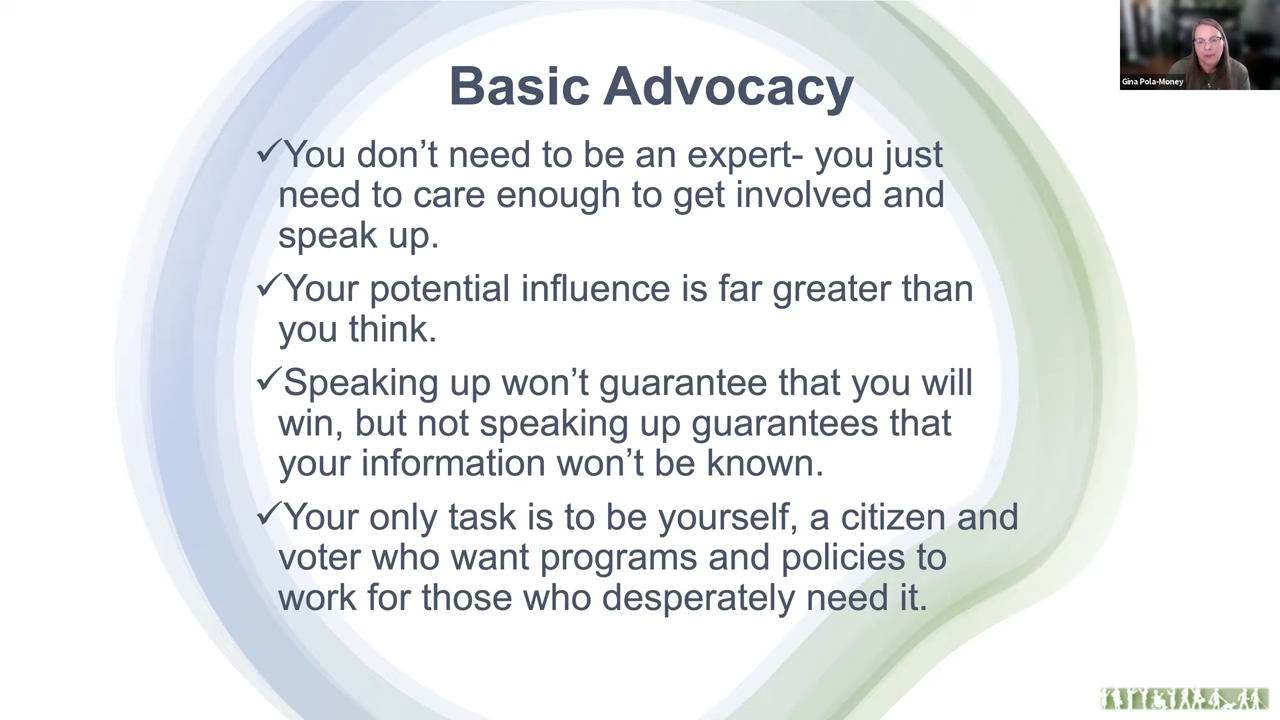 Basic Advocacy
✓You don’t need to be an expert- you just
need to care enough to get involved and
speak up.
✓Your potential influence is far greater than
you think.
✓Speaking up won’t guarantee that you will
win, but not speaking up guarantees that
your information won’t be known.
✓Your only task is to be yourself, a citizen and
voter who want programs and policies to
work for those who desperately need it.
Gina Pola-Money